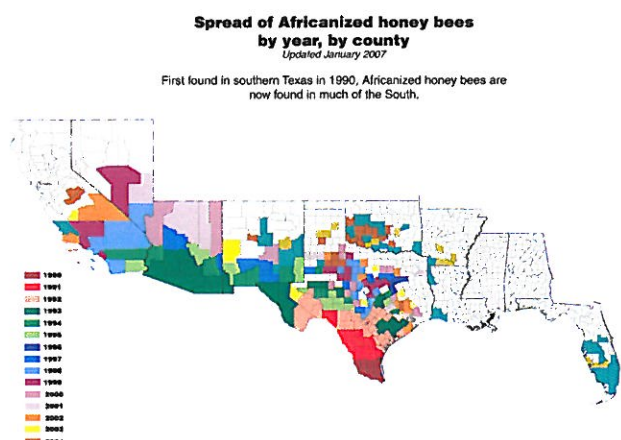 Spread of Africanized honey bees
by year, by county
Updated January 2007
First found in southern Texas in 1990, Africanized honey bees are
now found in much of the South.
1990
1991
1992
1993
1994
1995
1996
1997
1998
1999
2000
2001
2002
2003